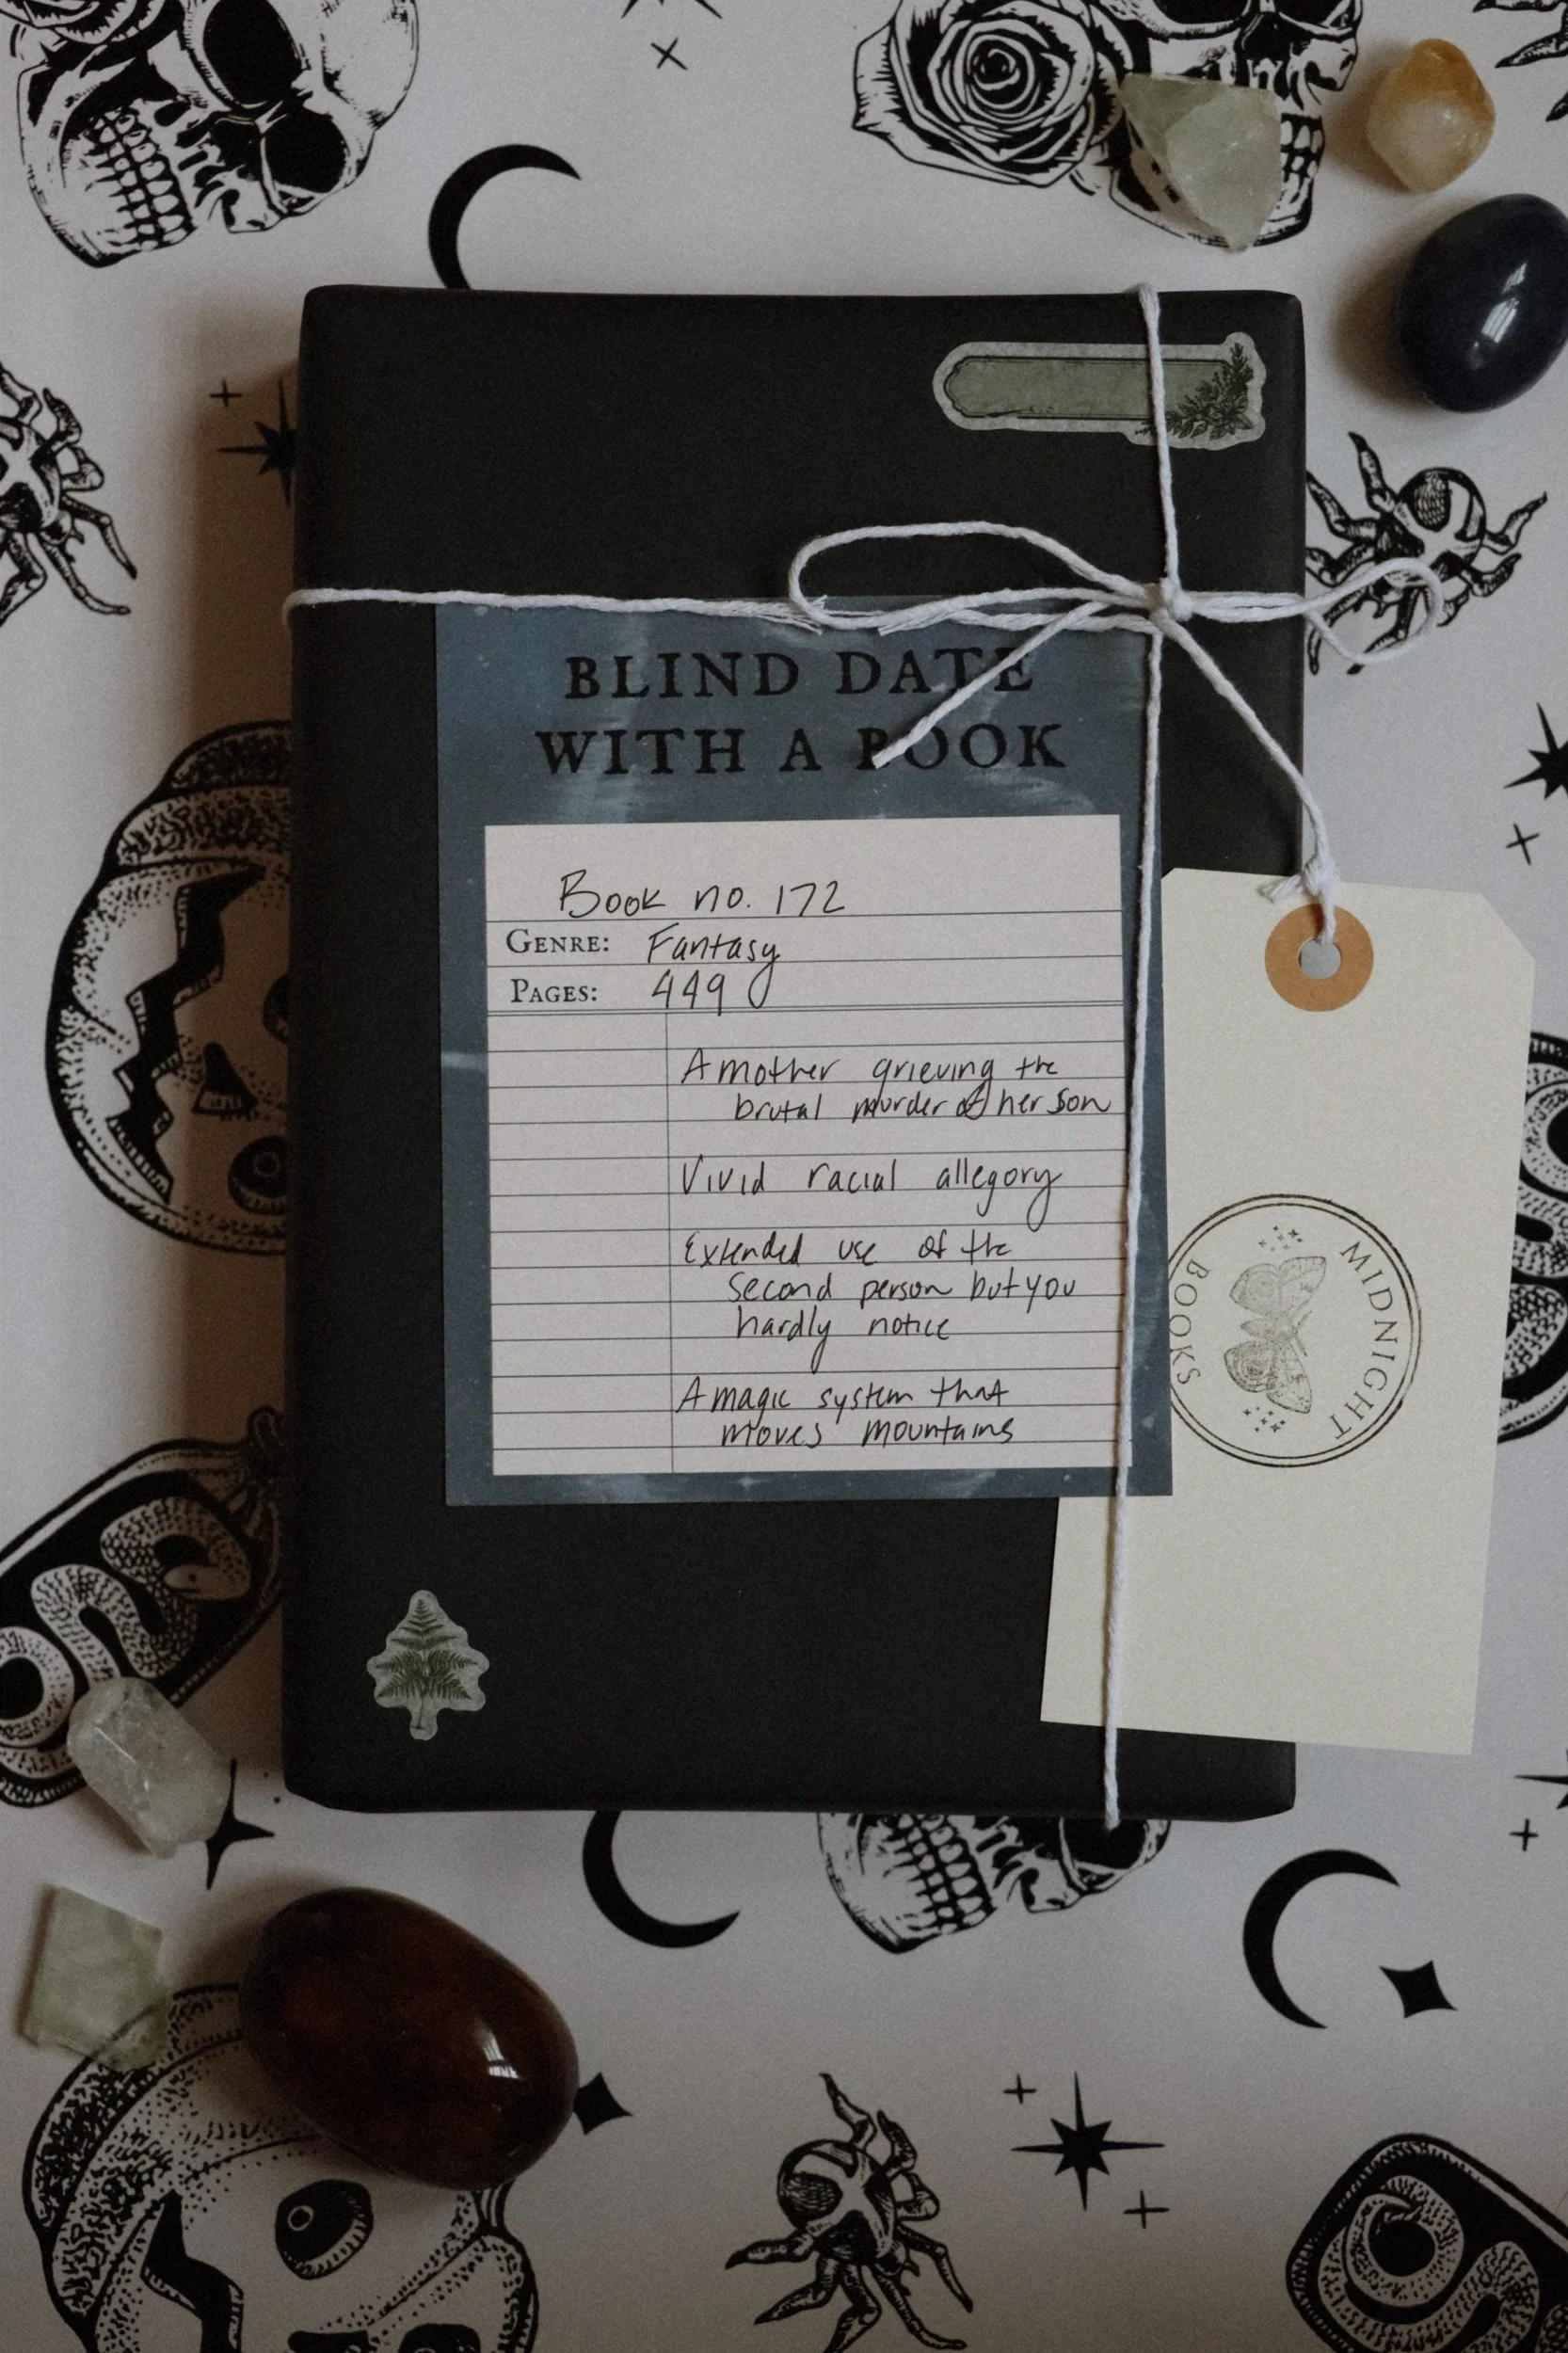 BLIND DATE
WITH A BOOK
Book no. 172
GENRE: Fantasy
PAGES: 449
A mother grieving the
brutal murder of her son
Vivid racial allegory
Extended use of the
second person but you
hardly notice
A magic system that
moves mountains
MIDNIGHT
BOOKS